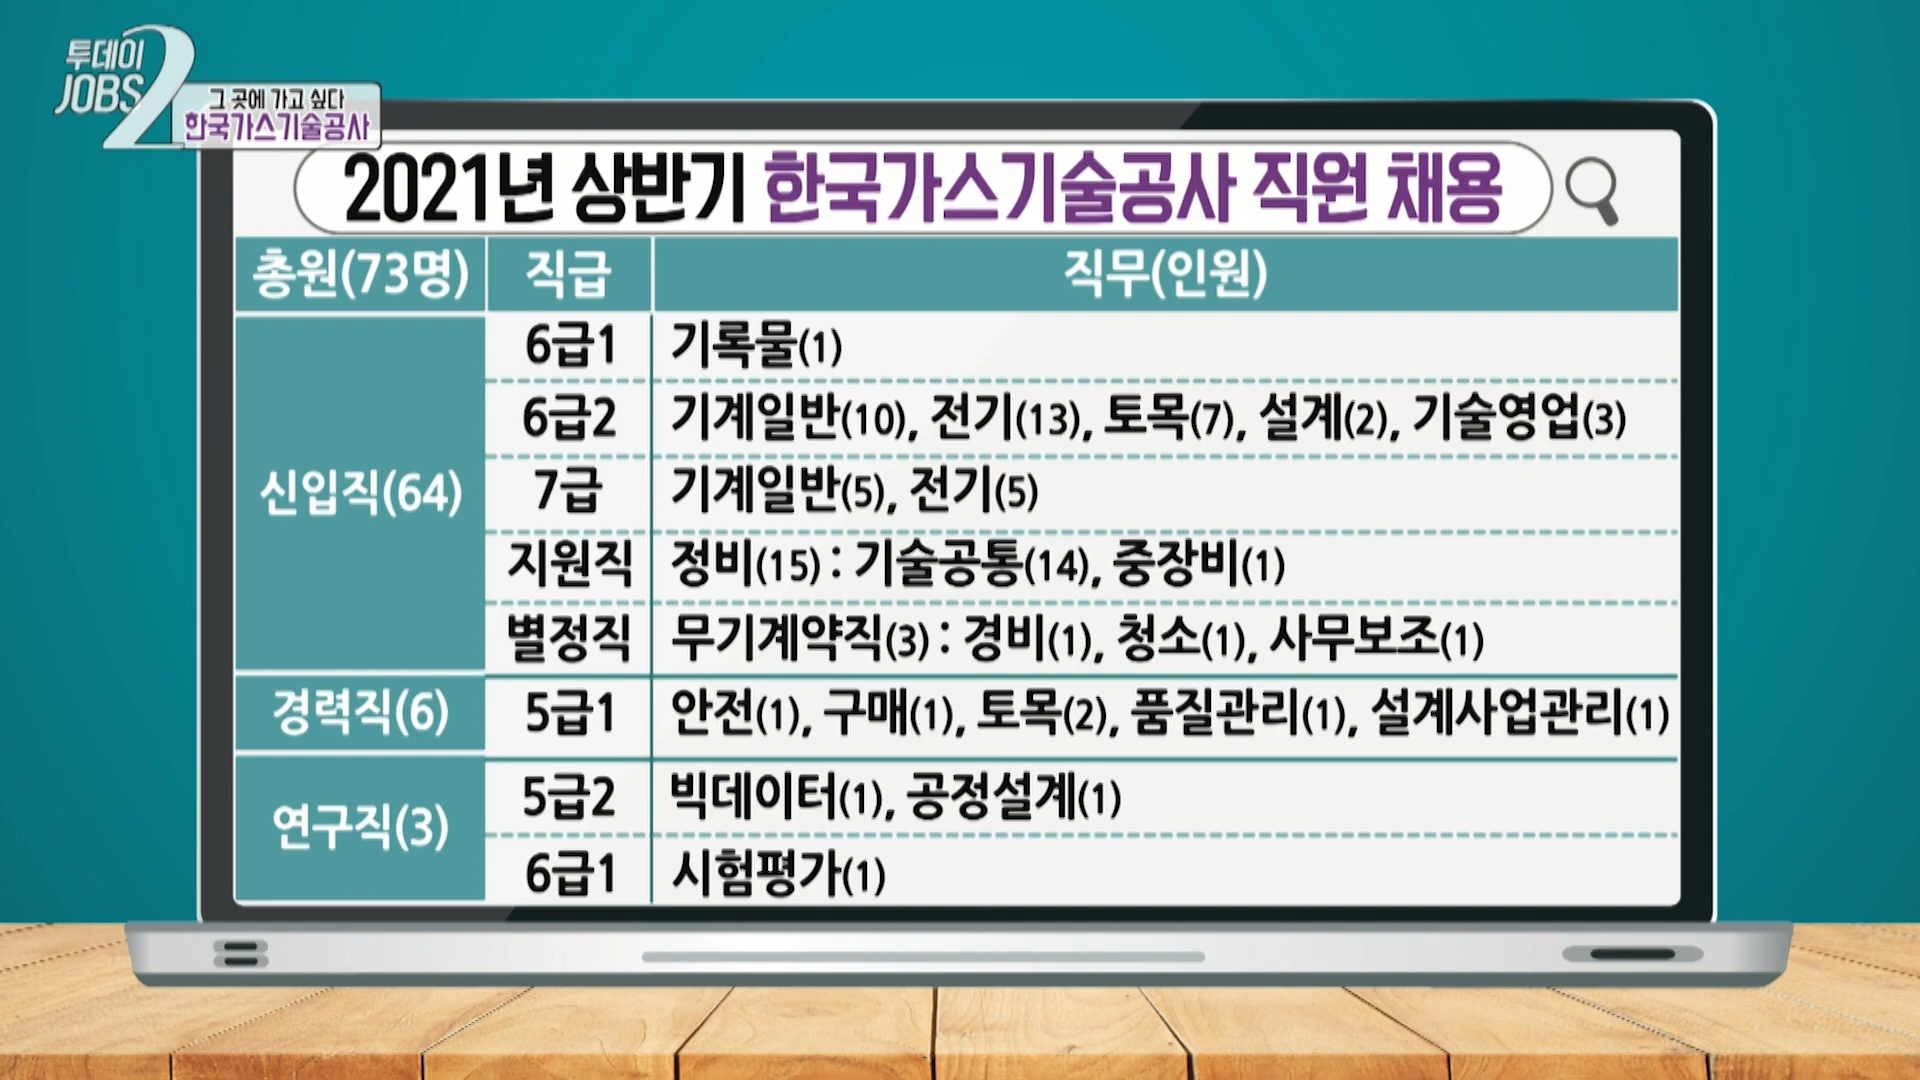 투데이
JOBS 2
그 곳에 가고 싶다
한국가스기술공사
2021년 상반기 한국가스기술공사 직원 채용
총원(73명) 직급 직무(인원)
신입직(64)
6급1 기록물(1)
6급2 기계일반(10), 전기(13), 토목(7), 설계(2), 기술영업(3)
7급 기계일반(5), 전기(5)
지원직 정비(15) : 기술공통(14), 중장비(1)
별정직 무기계약직(3) : 경비(1), 청소(1), 사무보조(1)
경력직(6) 5급1 안전(1), 구매(1), 토목(2), 품질관리(1), 설계사업관리(1)
연구직(3)
5급2 빅데이터(1), 공정설계(1)
6급1 시험평가(1)